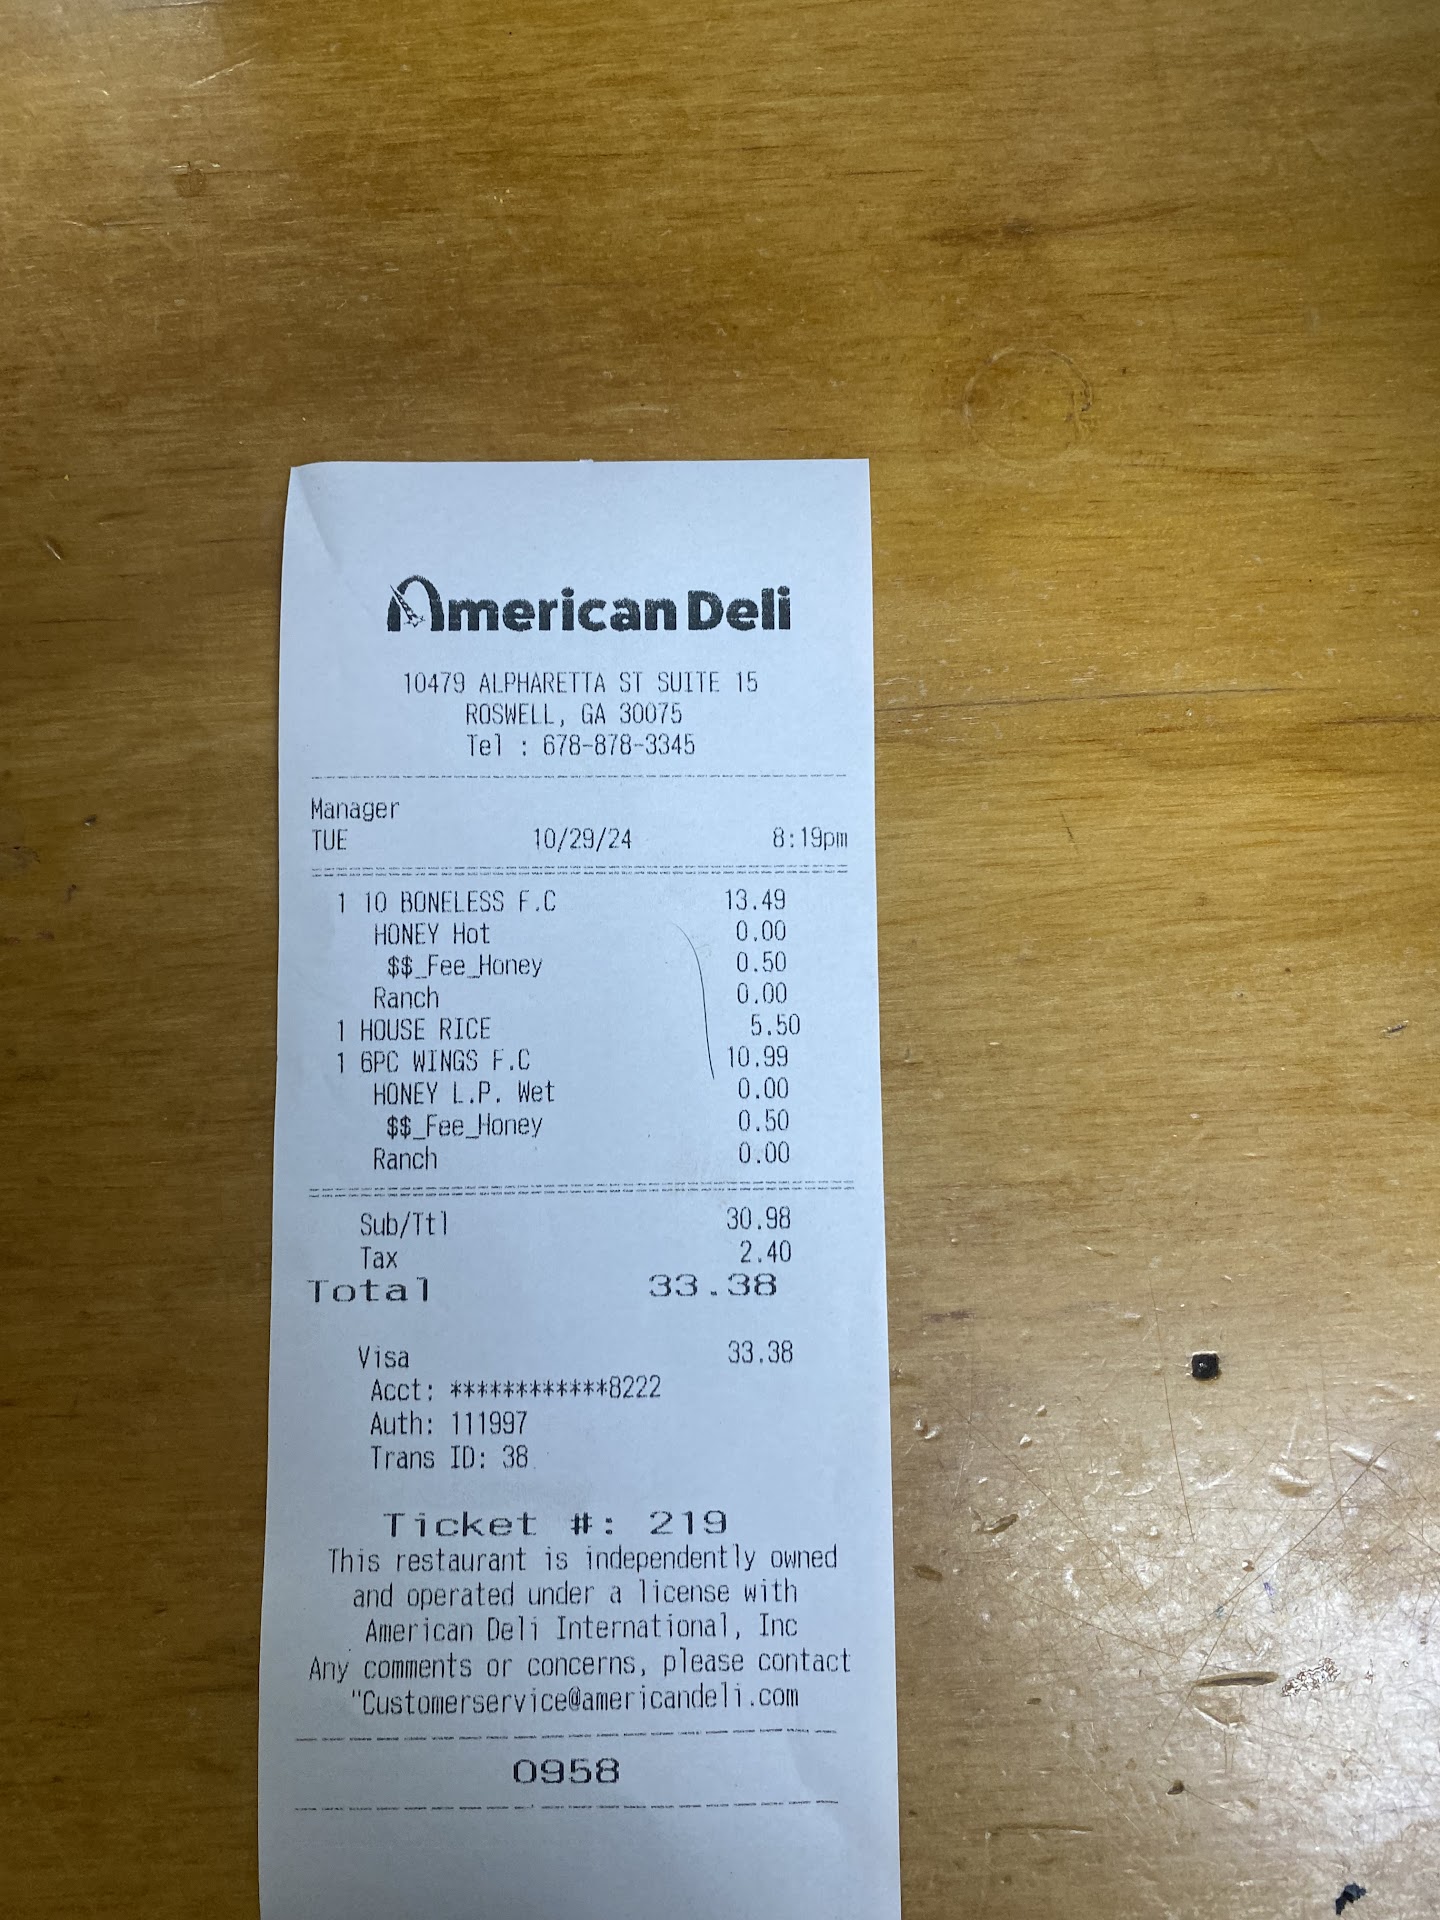 American Deli
10479 ALPHARETTA ST SUITE 15
ROSWELL, GA 30075
Tel : 678-878-3345
Manager
TUE 10/29/24 8:19pm
1 10 BONELESS F.C 13.49
HONEY Hot 0.00
$$_Fee_Honey 0.50
Ranch 0.00
1 HOUSE RICE 5.50
1 6PC WINGS F.C 10.99
HONEY L.P. Wet 0.00
$$_Fee_Honey 0.50
Ranch 0.00
Sub/Ttl 30.98
Tax 2.40
Total 33.38
Visa 33.38
Acct: ************8222
Auth: 111997
Trans ID: 38
Ticket #: 219
This restaurant is independently owned
and operated under a license with
American Deli International, Inc
Any comments or concerns, please contact
"Customerservice@americandeli.com
0958